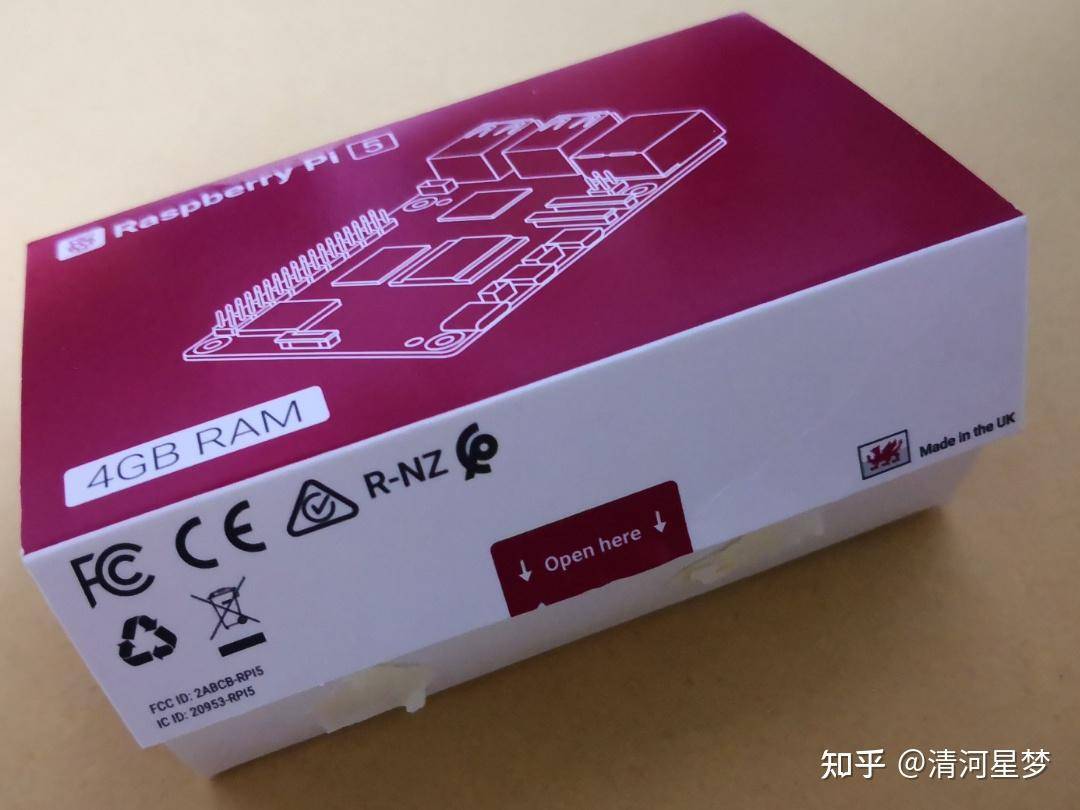 Raspberry Pi 5
4GB RAM
FC CE R-NZ
Open here
Made in the UK
FCC ID: 2ABCB-RPI5
IC ID: 20953-RPI5
知乎 @清河星梦